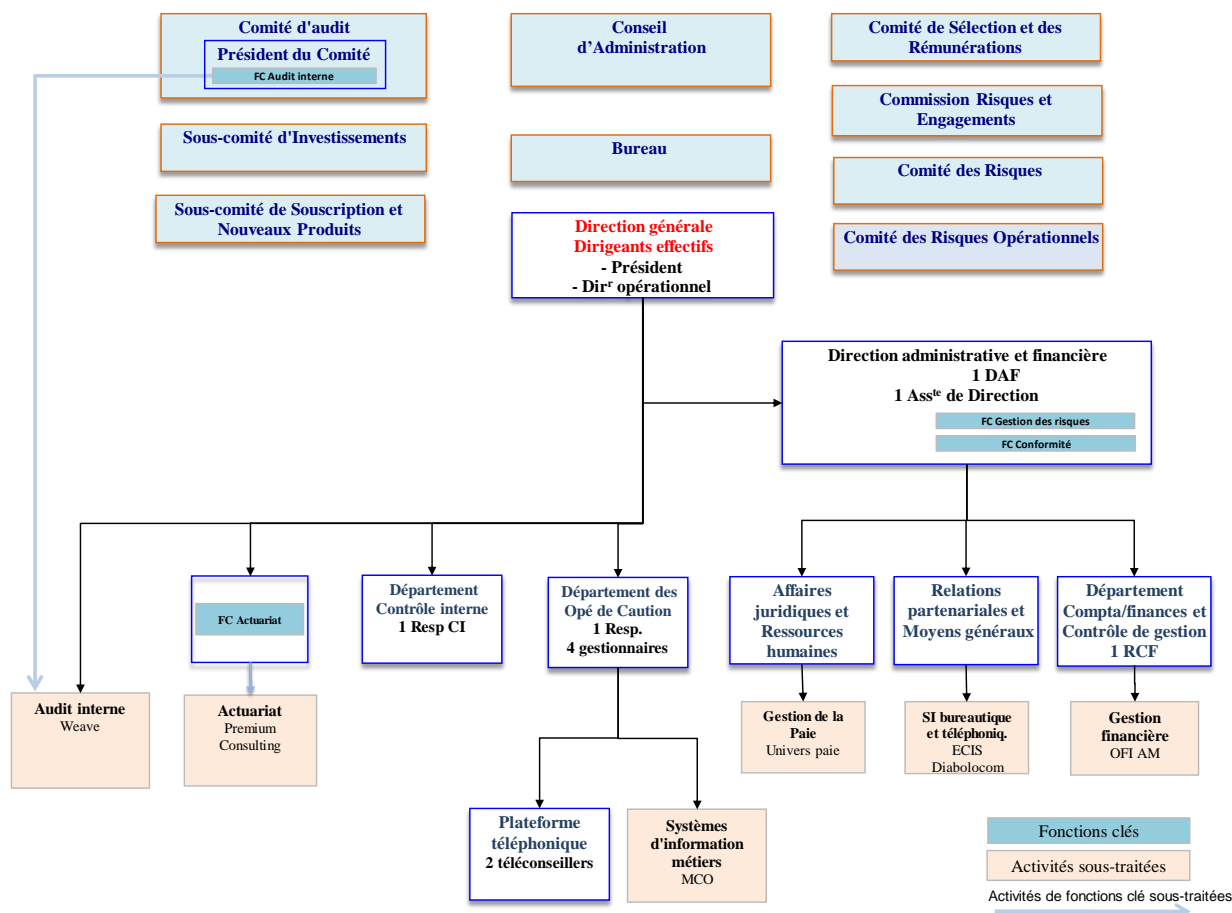 Comité d'audit
Président du Comité
FC Audit interne
Conseil
d'Administration
Comité de Sélection et des
Rémunérations
Sous-comité d'Investissements
Bureau
Commission Risques et
Engagements
Comité des Risques
Sous-comité de Souscription et
Nouveaux Produits
Direction générale
Dirigeants effectifs
- Président
- Dirʳ opérationnel
Comité des Risques Opérationnels
Direction administrative et financière
1 DAF
1 Assᵗᵉ de Direction
FC Gestion des risques
FC Conformité
FC Actuariat
Département
Contrôle interne
1 Resp CI
Département des
Opé de Caution
1 Resp.
4 gestionnaires
Affaires
juridiques et
Ressources
humaines
Relations
partenariales et
Moyens généraux
Département
Compta/finances et
Contrôle de gestion
1 RCF
Audit interne
Weave
Actuariat
Premium
Consulting
Gestion de la
Paie
Univers paie
SI bureautique
et téléphoniq.
ECIS
Diabolocom
Gestion
financière
OFI AM
Plateforme
téléphonique
2 téléconseillers
Systèmes
d'information
métiers
MCO
Fonctions clés
Activités sous-traitées
Activités de fonctions clé sous-traitées